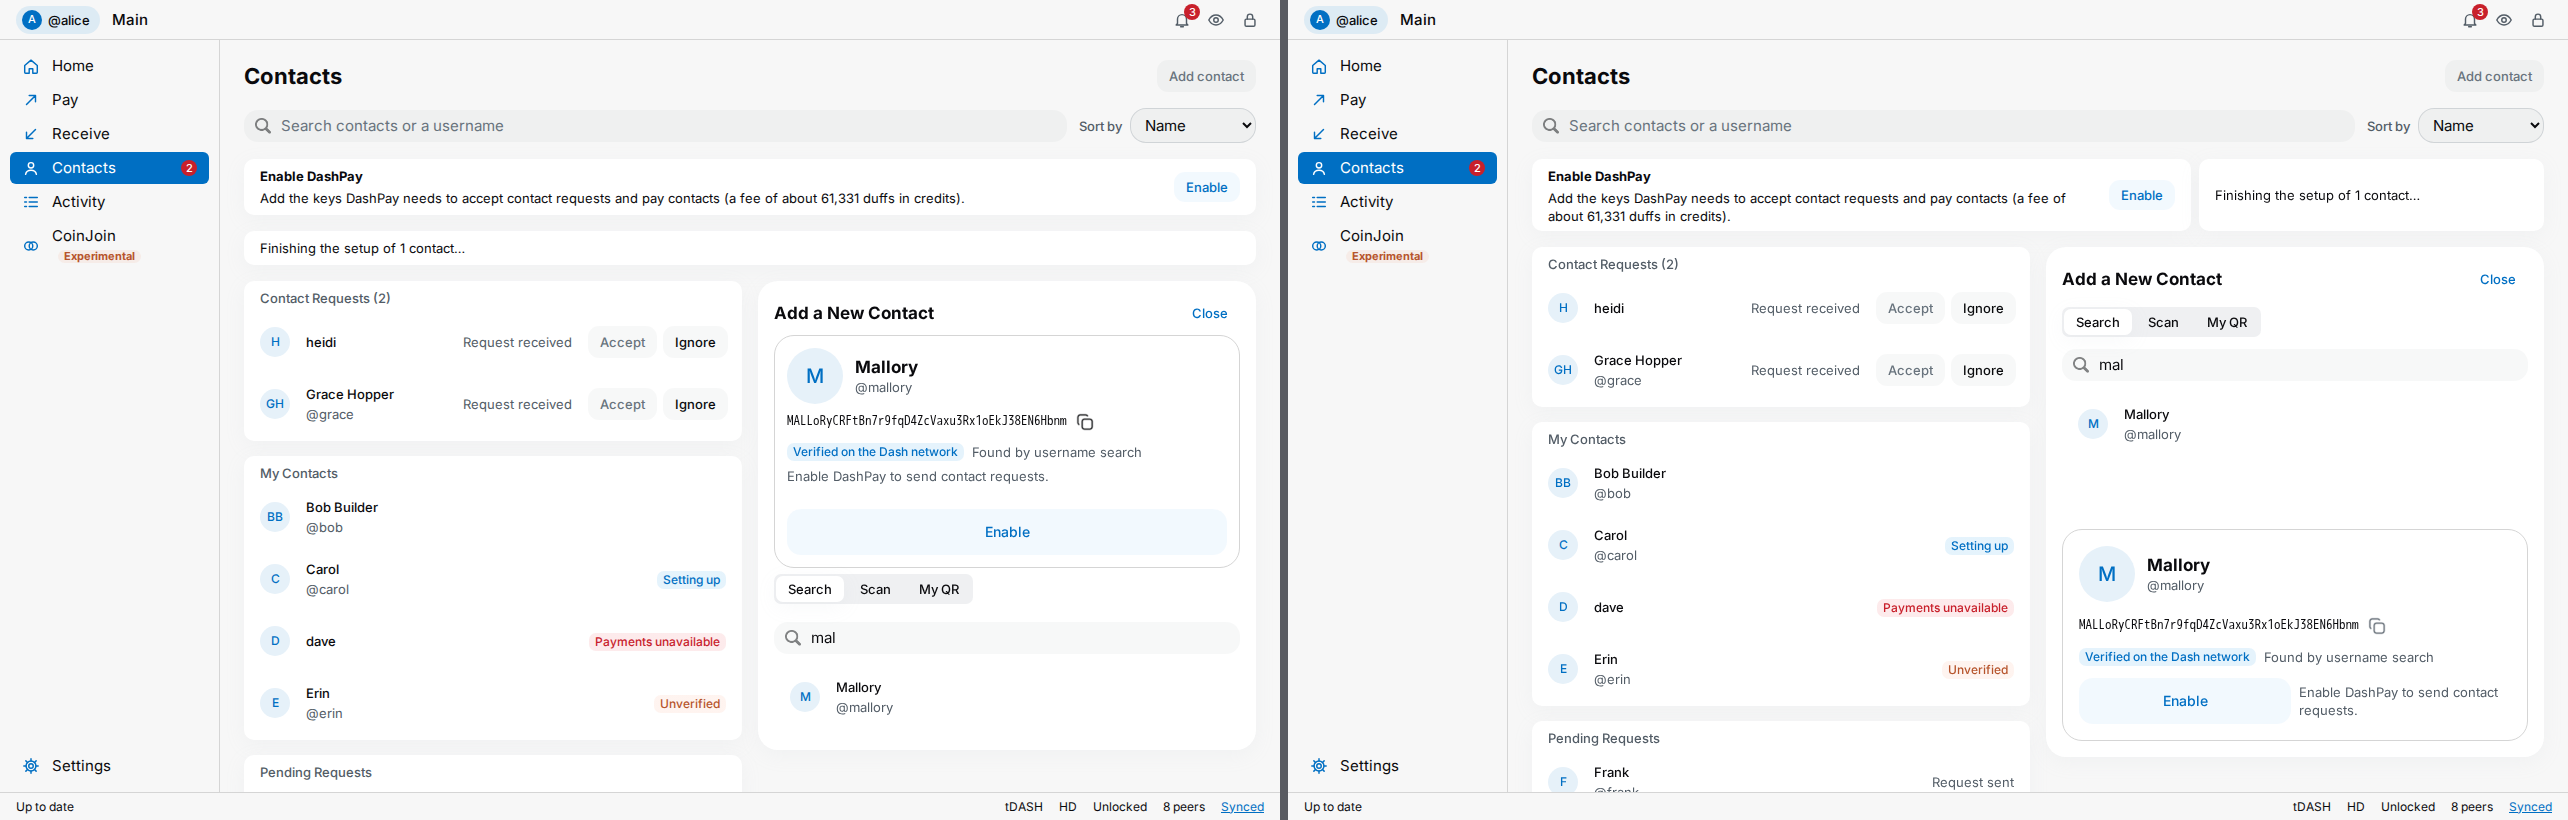 A @alice Main 3
Home
Pay
Receive
Contacts 2
Activity
CoinJoin
Experimental
Settings
Contacts
Add contact
Search contacts or a username
Sort by Name
Enable DashPay
Add the keys DashPay needs to accept contact requests and pay contacts (a fee of about 61,331 duffs in credits).
Enable
Finishing the setup of 1 contact...
Contact Requests (2)
H heidi Request received Accept Ignore
GH Grace Hopper
@grace
Request received Accept Ignore
My Contacts
BB Bob Builder
@bob
C Carol
@carol
Setting up
D dave Payments unavailable
E Erin
@erin
Unverified
Pending Requests
Add a New Contact Close
M Mallory
@mallory
MALLoRyCRFtBn7r9fqD4ZcVaxu3Rx1oEkJ38EN6Hbnm
Verified on the Dash network Found by username search
Enable DashPay to send contact requests.
Enable
Search Scan My QR
mal
M Mallory
@mallory
Up to date tDASH HD Unlocked 8 peers Synced
A @alice Main 3
Home
Pay
Receive
Contacts 2
Activity
CoinJoin
Experimental
Settings
Contacts
Add contact
Search contacts or a username
Sort by Name
Enable DashPay
Add the keys DashPay needs to accept contact requests and pay contacts (a fee of
about 61,331 duffs in credits).
Enable
Finishing the setup of 1 contact...
Contact Requests (2)
H heidi Request received Accept Ignore
GH Grace Hopper
@grace
Request received Accept Ignore
My Contacts
BB Bob Builder
@bob
C Carol
@carol
Setting up
D dave Payments unavailable
E Erin
@erin
Unverified
Pending Requests
F Frank
@frank
Request sent
Add a New Contact Close
Search Scan My QR
mal
M Mallory
@mallory
M Mallory
@mallory
MALLoRyCRFtBn7r9fqD4ZcVaxu3Rx1oEkJ38EN6Hbnm
Verified on the Dash network Found by username search
Enable
Enable DashPay to send contact
requests.
Up to date tDASH HD Unlocked 8 peers Synced